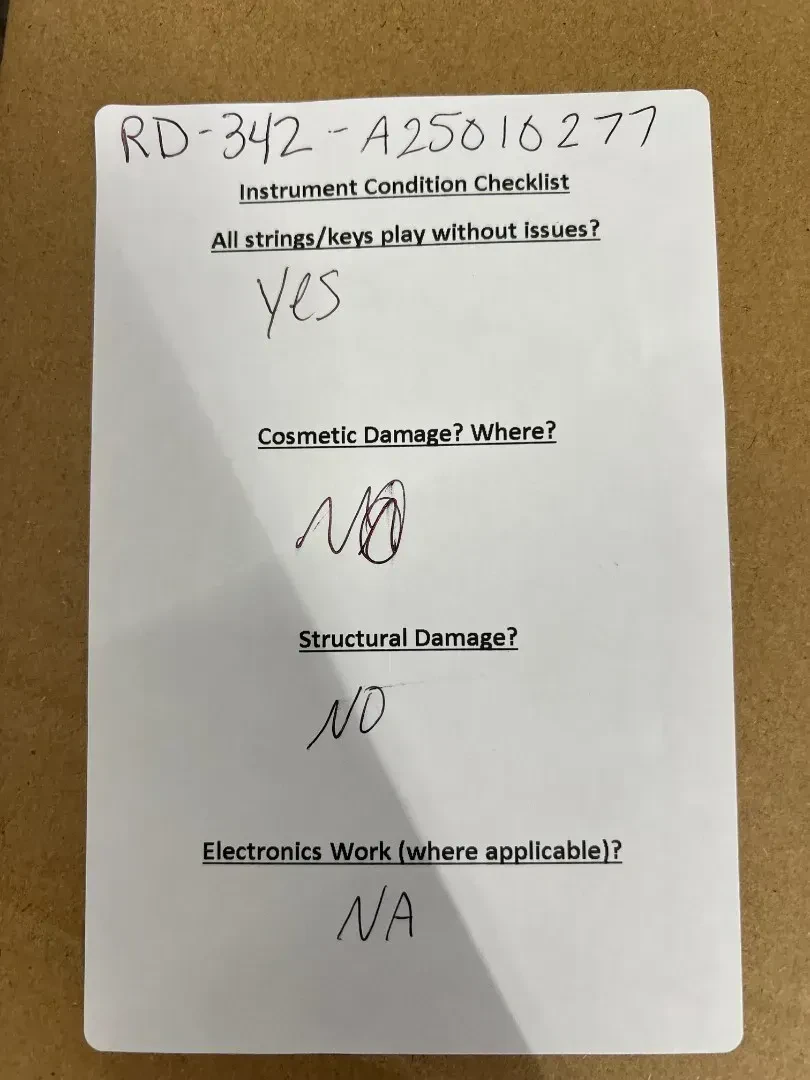 RD-342-A25010277
Instrument Condition Checklist
All strings/keys play without issues?
Yes
Cosmetic Damage? Where?
NO
Structural Damage?
NO
Electronics Work (where applicable)?
NA